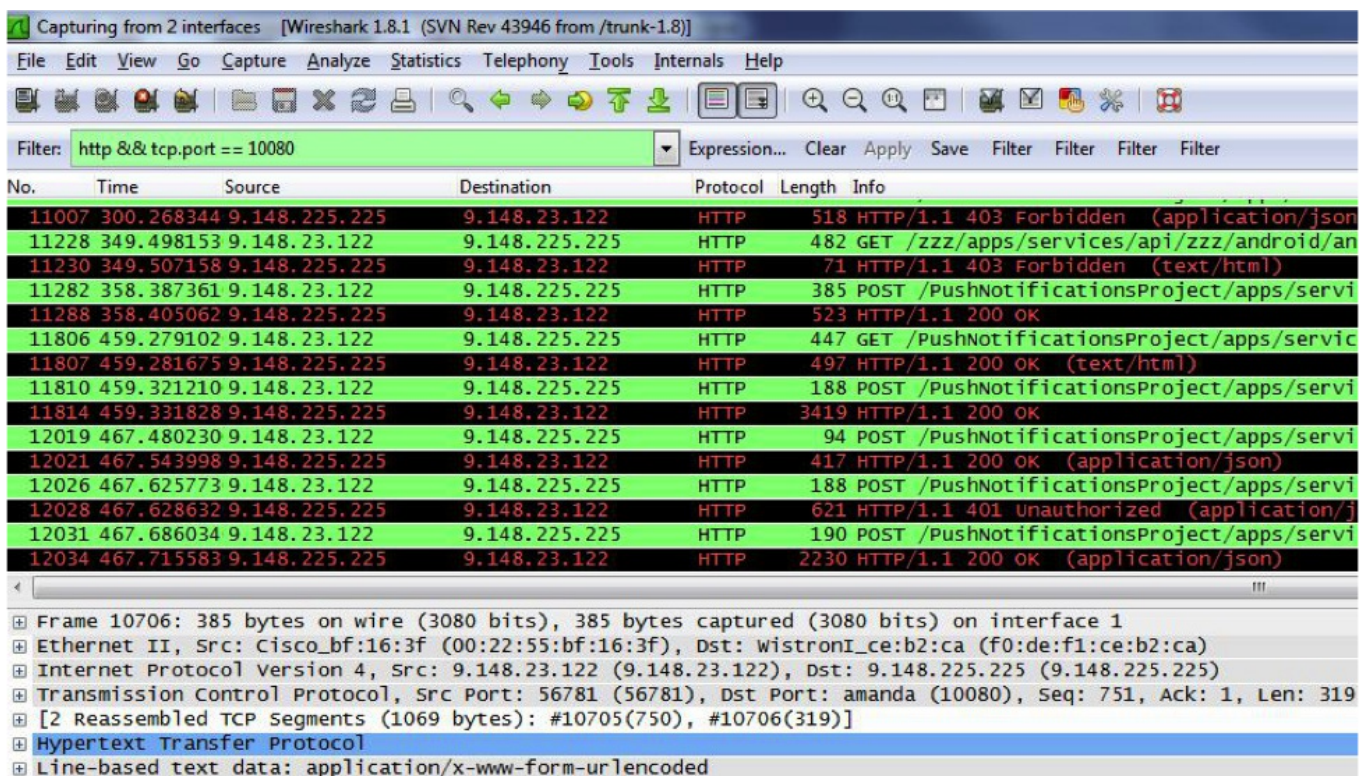 Capturing from 2 interfaces [Wireshark 1.8.1 (SVN Rev 43946 from /trunk-1.8)]
File Edit View Go Capture Analyze Statistics Telephony Tools Internals Help
Filter: http && tcp.port == 10080 Expression... Clear Apply Save Filter Filter Filter Filter
No. Time Source Destination Protocol Length Info
11007 300.268344 9.148.225.225 9.148.23.122 HTTP 518 HTTP/1.1 403 Forbidden (application/json
11228 349.498153 9.148.23.122 9.148.225.225 HTTP 482 GET /zzz/apps/services/api/zzz/android/an
11230 349.507158 9.148.225.225 9.148.23.122 HTTP 71 HTTP/1.1 403 Forbidden (text/html)
11282 358.387361 9.148.23.122 9.148.225.225 HTTP 385 POST /PushNotificationsProject/apps/servi
11288 358.405062 9.148.225.225 9.148.23.122 HTTP 523 HTTP/1.1 200 OK
11806 459.279102 9.148.23.122 9.148.225.225 HTTP 447 GET /PushNotificationsProject/apps/servic
11807 459.281675 9.148.225.225 9.148.23.122 HTTP 497 HTTP/1.1 200 OK (text/html)
11810 459.321210 9.148.23.122 9.148.225.225 HTTP 188 POST /PushNotificationsProject/apps/servi
11814 459.331828 9.148.225.225 9.148.23.122 HTTP 3419 HTTP/1.1 200 OK
12019 467.480230 9.148.23.122 9.148.225.225 HTTP 94 POST /PushNotificationsProject/apps/servi
12021 467.543998 9.148.225.225 9.148.23.122 HTTP 417 HTTP/1.1 200 OK (application/json)
12026 467.625773 9.148.23.122 9.148.225.225 HTTP 188 POST /PushNotificationsProject/apps/servi
12028 467.628632 9.148.225.225 9.148.23.122 HTTP 621 HTTP/1.1 401 Unauthorized (application/j
12031 467.686034 9.148.23.122 9.148.225.225 HTTP 190 POST /PushNotificationsProject/apps/servi
12034 467.715583 9.148.225.225 9.148.23.122 HTTP 2230 HTTP/1.1 200 OK (application/json)
Frame 10706: 385 bytes on wire (3080 bits), 385 bytes captured (3080 bits) on interface 1
Ethernet II, Src: Cisco_bf:16:3f (00:22:55:bf:16:3f), Dst: WistronI_ce:b2:ca (f0:de:f1:ce:b2:ca)
Internet Protocol Version 4, Src: 9.148.23.122 (9.148.23.122), Dst: 9.148.225.225 (9.148.225.225)
Transmission Control Protocol, Src Port: 56781 (56781), Dst Port: amanda (10080), Seq: 751, Ack: 1, Len: 319
[2 Reassembled TCP Segments (1069 bytes): #10705(750), #10706(319)]
Hypertext Transfer Protocol
Line-based text data: application/x-www-form-urlencoded